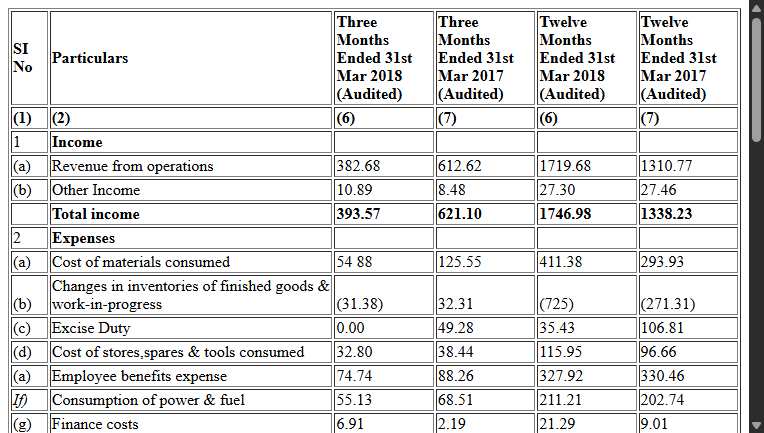 SI No | Particulars | Three Months Ended 31st Mar 2018 (Audited) | Three Months Ended 31st Mar 2017 (Audited) | Twelve Months Ended 31st Mar 2018 (Audited) | Twelve Months Ended 31st Mar 2017 (Audited)
(1) | (2) | (6) | (7) | (6) | (7)
1 | Income
(a) | Revenue from operations | 382.68 | 612.62 | 1719.68 | 1310.77
(b) | Other Income | 10.89 | 8.48 | 27.30 | 27.46
Total income | 393.57 | 621.10 | 1746.98 | 1338.23
2 | Expenses
(a) | Cost of materials consumed | 54 88 | 125.55 | 411.38 | 293.93
(b) | Changes in inventories of finished goods & work-in-progress | (31.38) | 32.31 | (725) | (271.31)
(c) | Excise Duty | 0.00 | 49.28 | 35.43 | 106.81
(d) | Cost of stores,spares & tools consumed | 32.80 | 38.44 | 115.95 | 96.66
(a) | Employee benefits expense | 74.74 | 88.26 | 327.92 | 330.46
If) | Consumption of power & fuel | 55.13 | 68.51 | 211.21 | 202.74
(g) | Finance costs | 6.91 | 2.19 | 21.29 | 9.01